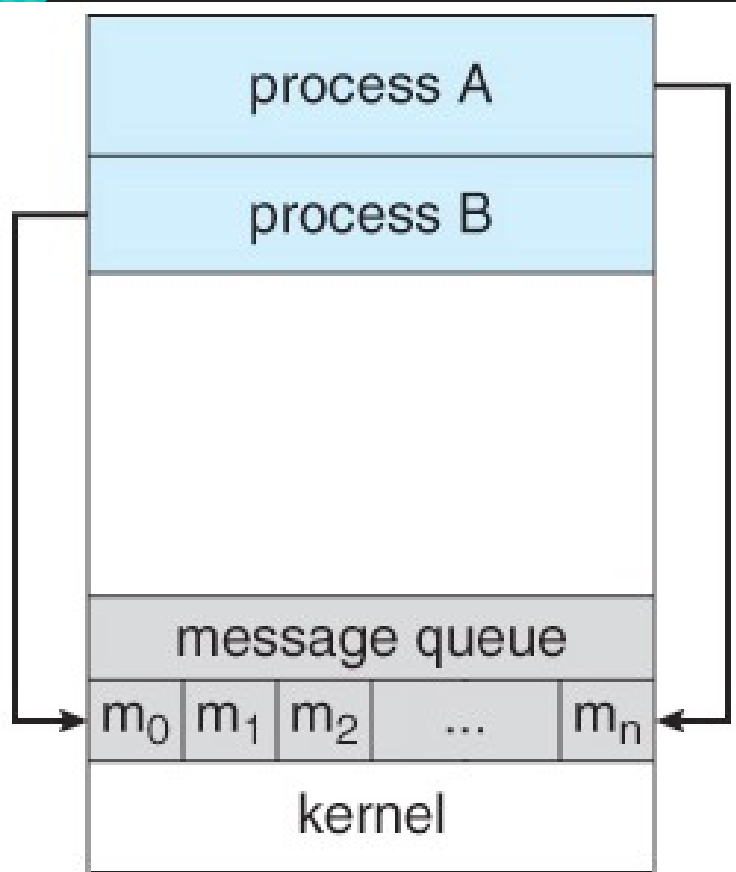 process A
process B
message queue
m₀ m₁ m₂ ... mₙ
kernel